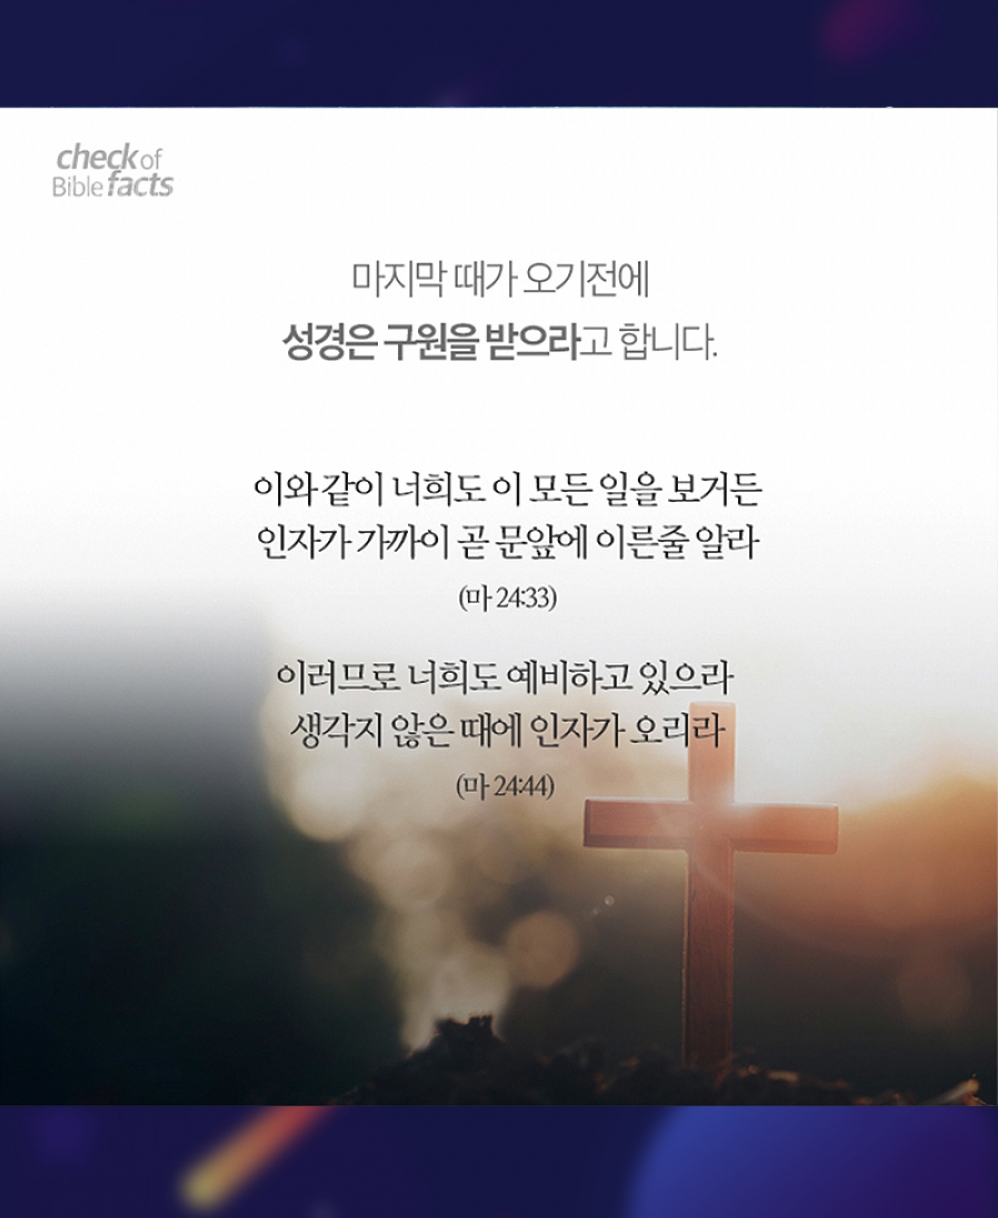 check of
Bible facts
마지막 때가 오기전에
성경은 구원을 받으라고 합니다.
이와 같이 너희도 이 모든 일을 보거든
인자가 가까이 곧 문앞에 이른줄 알라
(마 24:33)
이러므로 너희도 예비하고 있으라
생각지 않은 때에 인자가 오리라
(마 24:44)